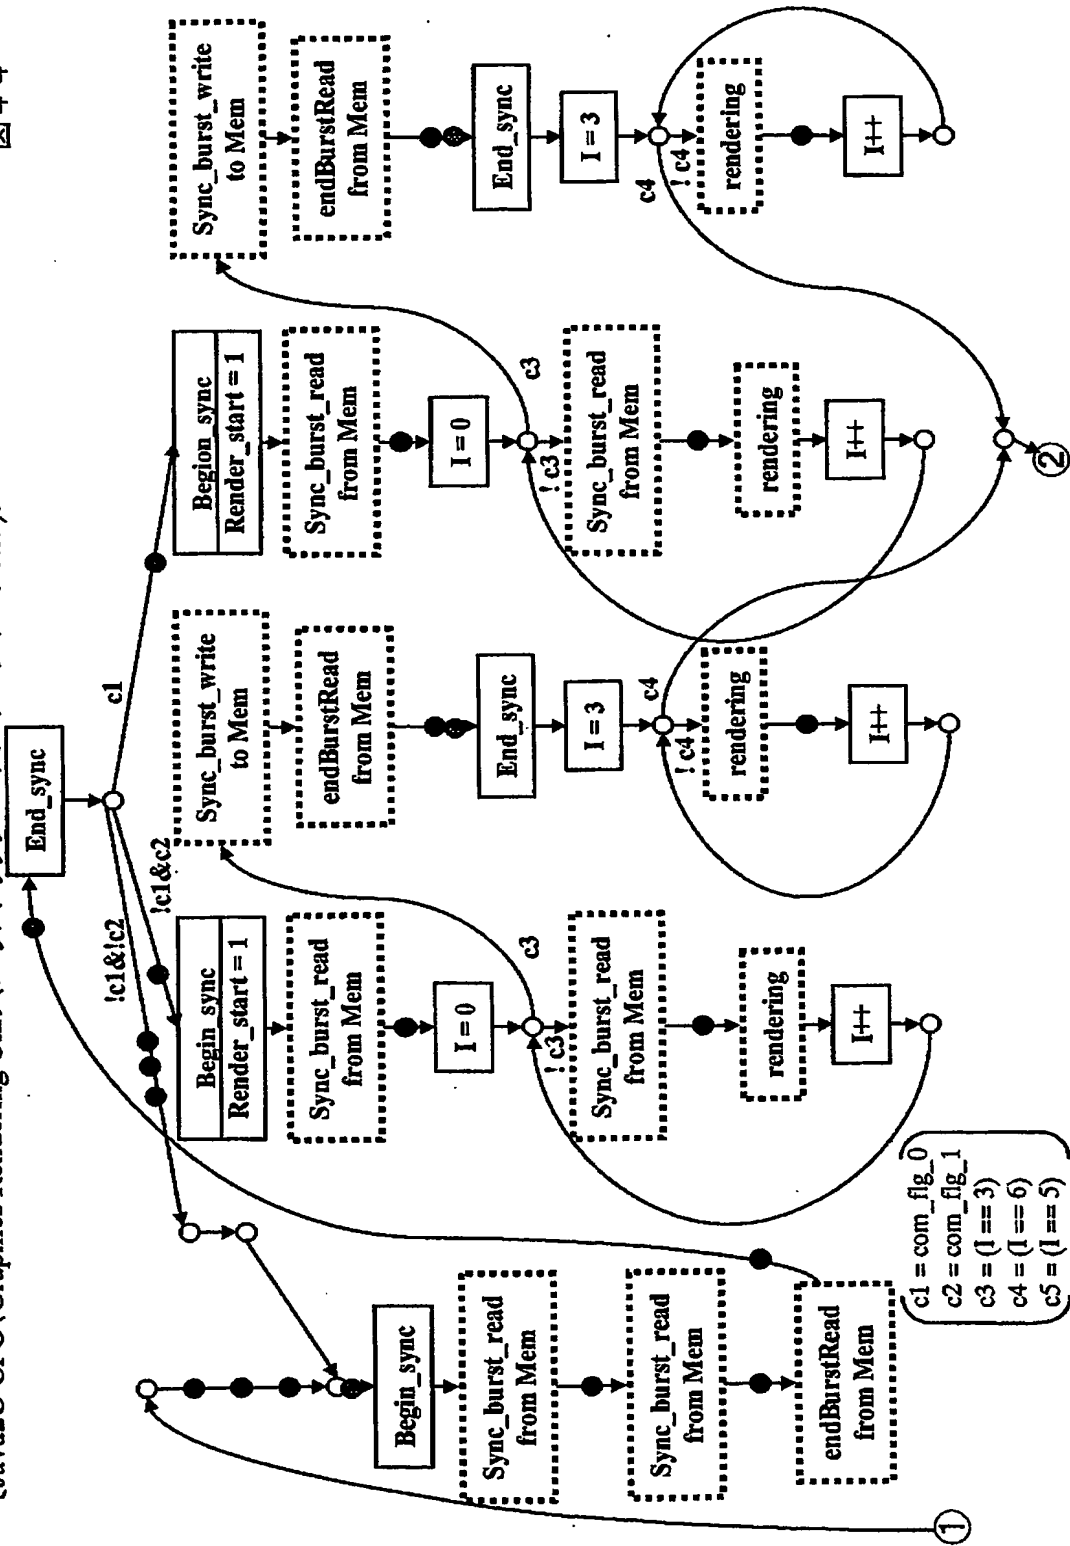 図44
End_sync
c1
!c1&c2
!c1&!c2
Begin_sync
Sync_burst_read
from Mem
Sync_burst_read
from Mem
endBurstRead
from Mem
①
Begin_sync
Render_start = 1
Sync_burst_read
from Mem
I = 0
c3
! c3
Sync_burst_read
from Mem
rendering
I++
Sync_burst_write
to Mem
endBurstRead
from Mem
End_sync
I = 3
c4
! c4
rendering
I++
Begion_sync
Render_start = 1
Sync_burst_read
from Mem
I = 0
c3
! c3
Sync_burst_read
from Mem
rendering
I++
Sync_burst_write
to Mem
endBurstRead
from Mem
End_sync
I = 3
c4
! c4
rendering
I++
②
c1 = com_flg_0
c2 = com_flg_1
c3 = (I == 3)
c4 = (I == 6)
c5 = (I == 5)